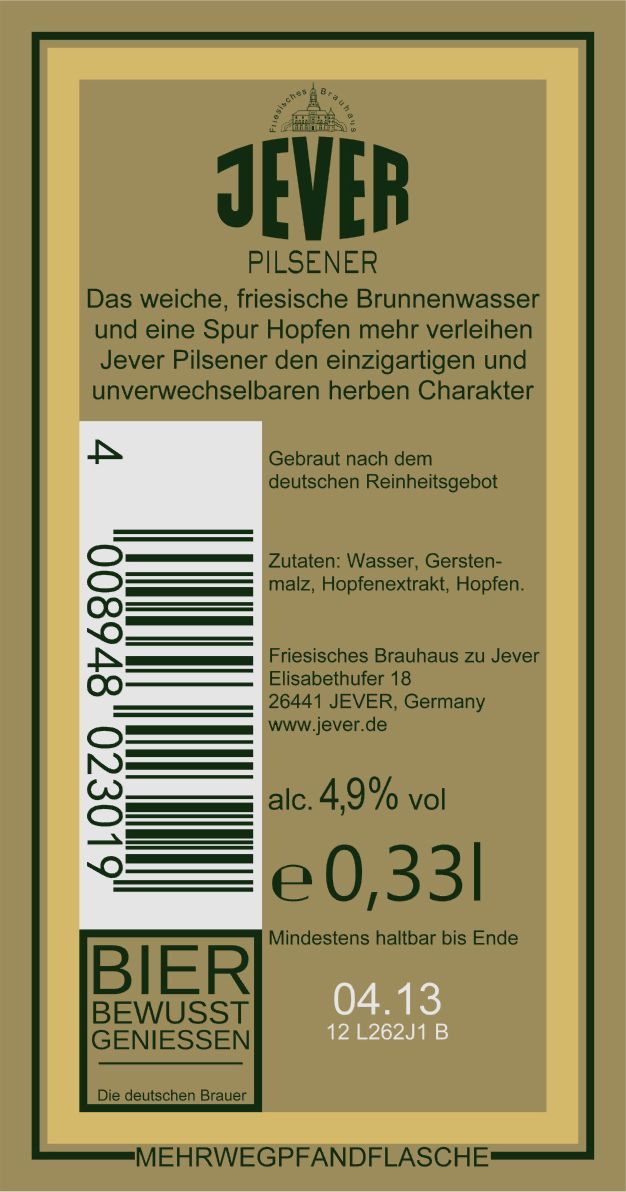 Friesisches Brauhaus
JEVER
PILSENER
Das weiche, friesische Brunnenwasser
und eine Spur Hopfen mehr verleihen
Jever Pilsener den einzigartigen und
unverwechselbaren herben Charakter
4 008948 023019
Gebraut nach dem
deutschen Reinheitsgebot
Zutaten: Wasser, Gersten-
malz, Hopfenextrakt, Hopfen.
Friesisches Brauhaus zu Jever
Elisabethufer 18
26441 JEVER, Germany
www.jever.de
alc. 4,9% vol
℮ 0,33l
Mindestens haltbar bis Ende
04.13
12 L262J1 B
BIER
BEWUSST
GENIESSEN
Die deutschen Brauer
MEHRWEGPFANDFLASCHE